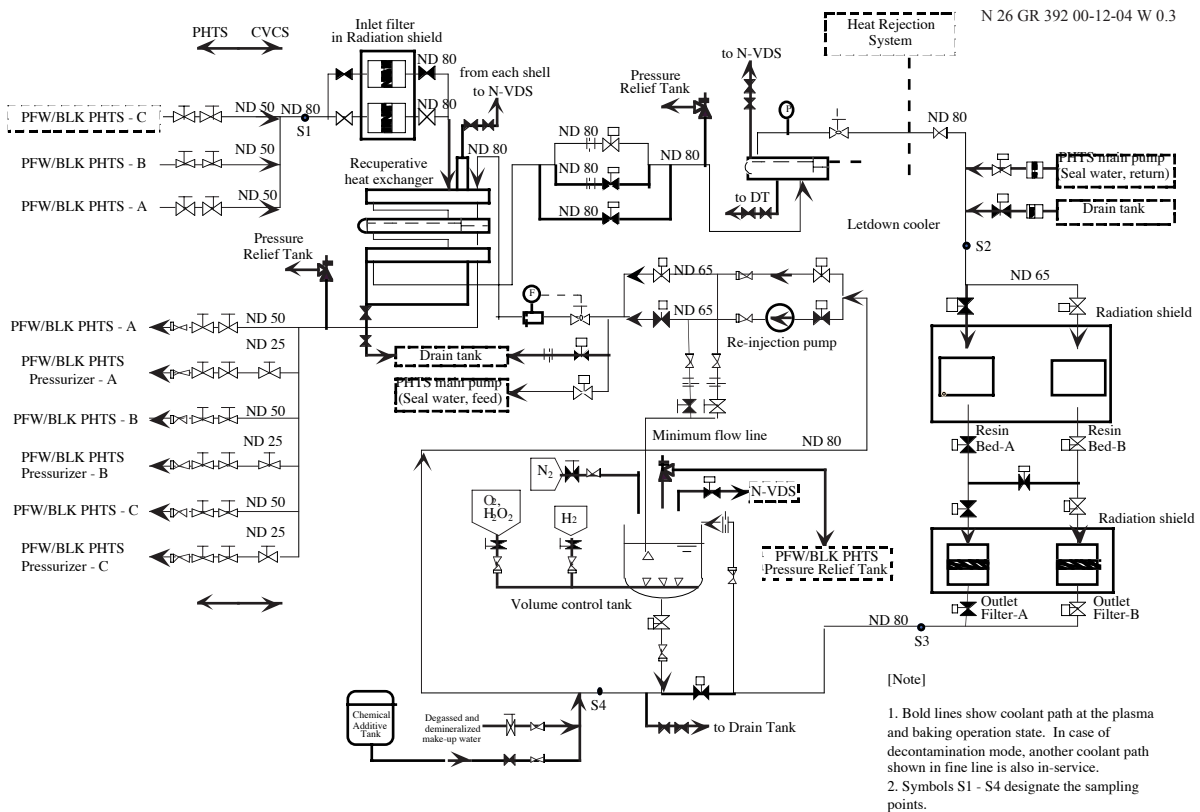 N 26 GR 392 00-12-04 W 0.3
PHTS CVCS
Inlet filter
in Radiation shield
ND 80
ND 50
ND 80
S1
ND 80
from each shell
to N-VDS
PFW/BLK PHTS - C
PFW/BLK PHTS - B
ND 50
PFW/BLK PHTS - A
ND 50
ND 80
Recuperative
heat exchanger
Pressure
Relief Tank
ND 80
ND 80
ND 80
ND 80
to N-VDS
P
to DT
Heat Rejection
System
ND 80
PHTS main pump
(Seal water, return)
Drain tank
Letdown cooler
S2
ND 65
Radiation shield
Resin
Bed-A
Resin
Bed-B
Radiation shield
Outlet
Filter-A
Outlet
Filter-B
ND 80
S3
Pressure
Relief Tank
F
ND 65
ND 65
Re-injection pump
Drain tank
PHTS main pump
(Seal water, feed)
Minimum flow line
ND 80
PFW/BLK PHTS - A
ND 50
PFW/BLK PHTS
Pressurizer - A
ND 25
PFW/BLK PHTS - B
ND 50
PFW/BLK PHTS
Pressurizer - B
ND 25
PFW/BLK PHTS - C
ND 50
PFW/BLK PHTS
Pressurizer - C
ND 25
N2
O2,
H2O2
H2
N-VDS
PFW/BLK PHTS
Pressure Relief Tank
Volume control tank
S4
Chemical
Additive
Tank
Degassed and
demineralized
make-up water
to Drain Tank
[Note]
1. Bold lines show coolant path at the plasma
and baking operation state. In case of
decontamination mode, another coolant path
shown in fine line is also in-service.
2. Symbols S1 - S4 designate the sampling
points.